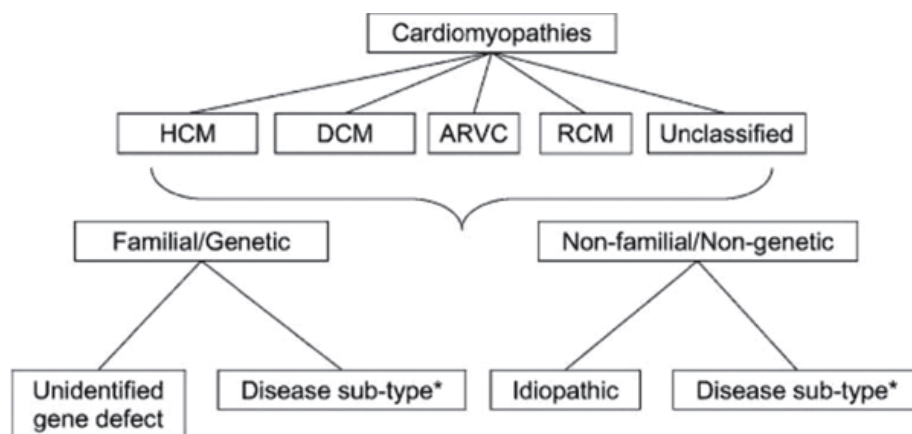 Cardiomyopathies
HCM
DCM
ARVC
RCM
Unclassified
Familial/Genetic
Non-familial/Non-genetic
Unidentified
gene defect
Disease sub-type*
Idiopathic
Disease sub-type*